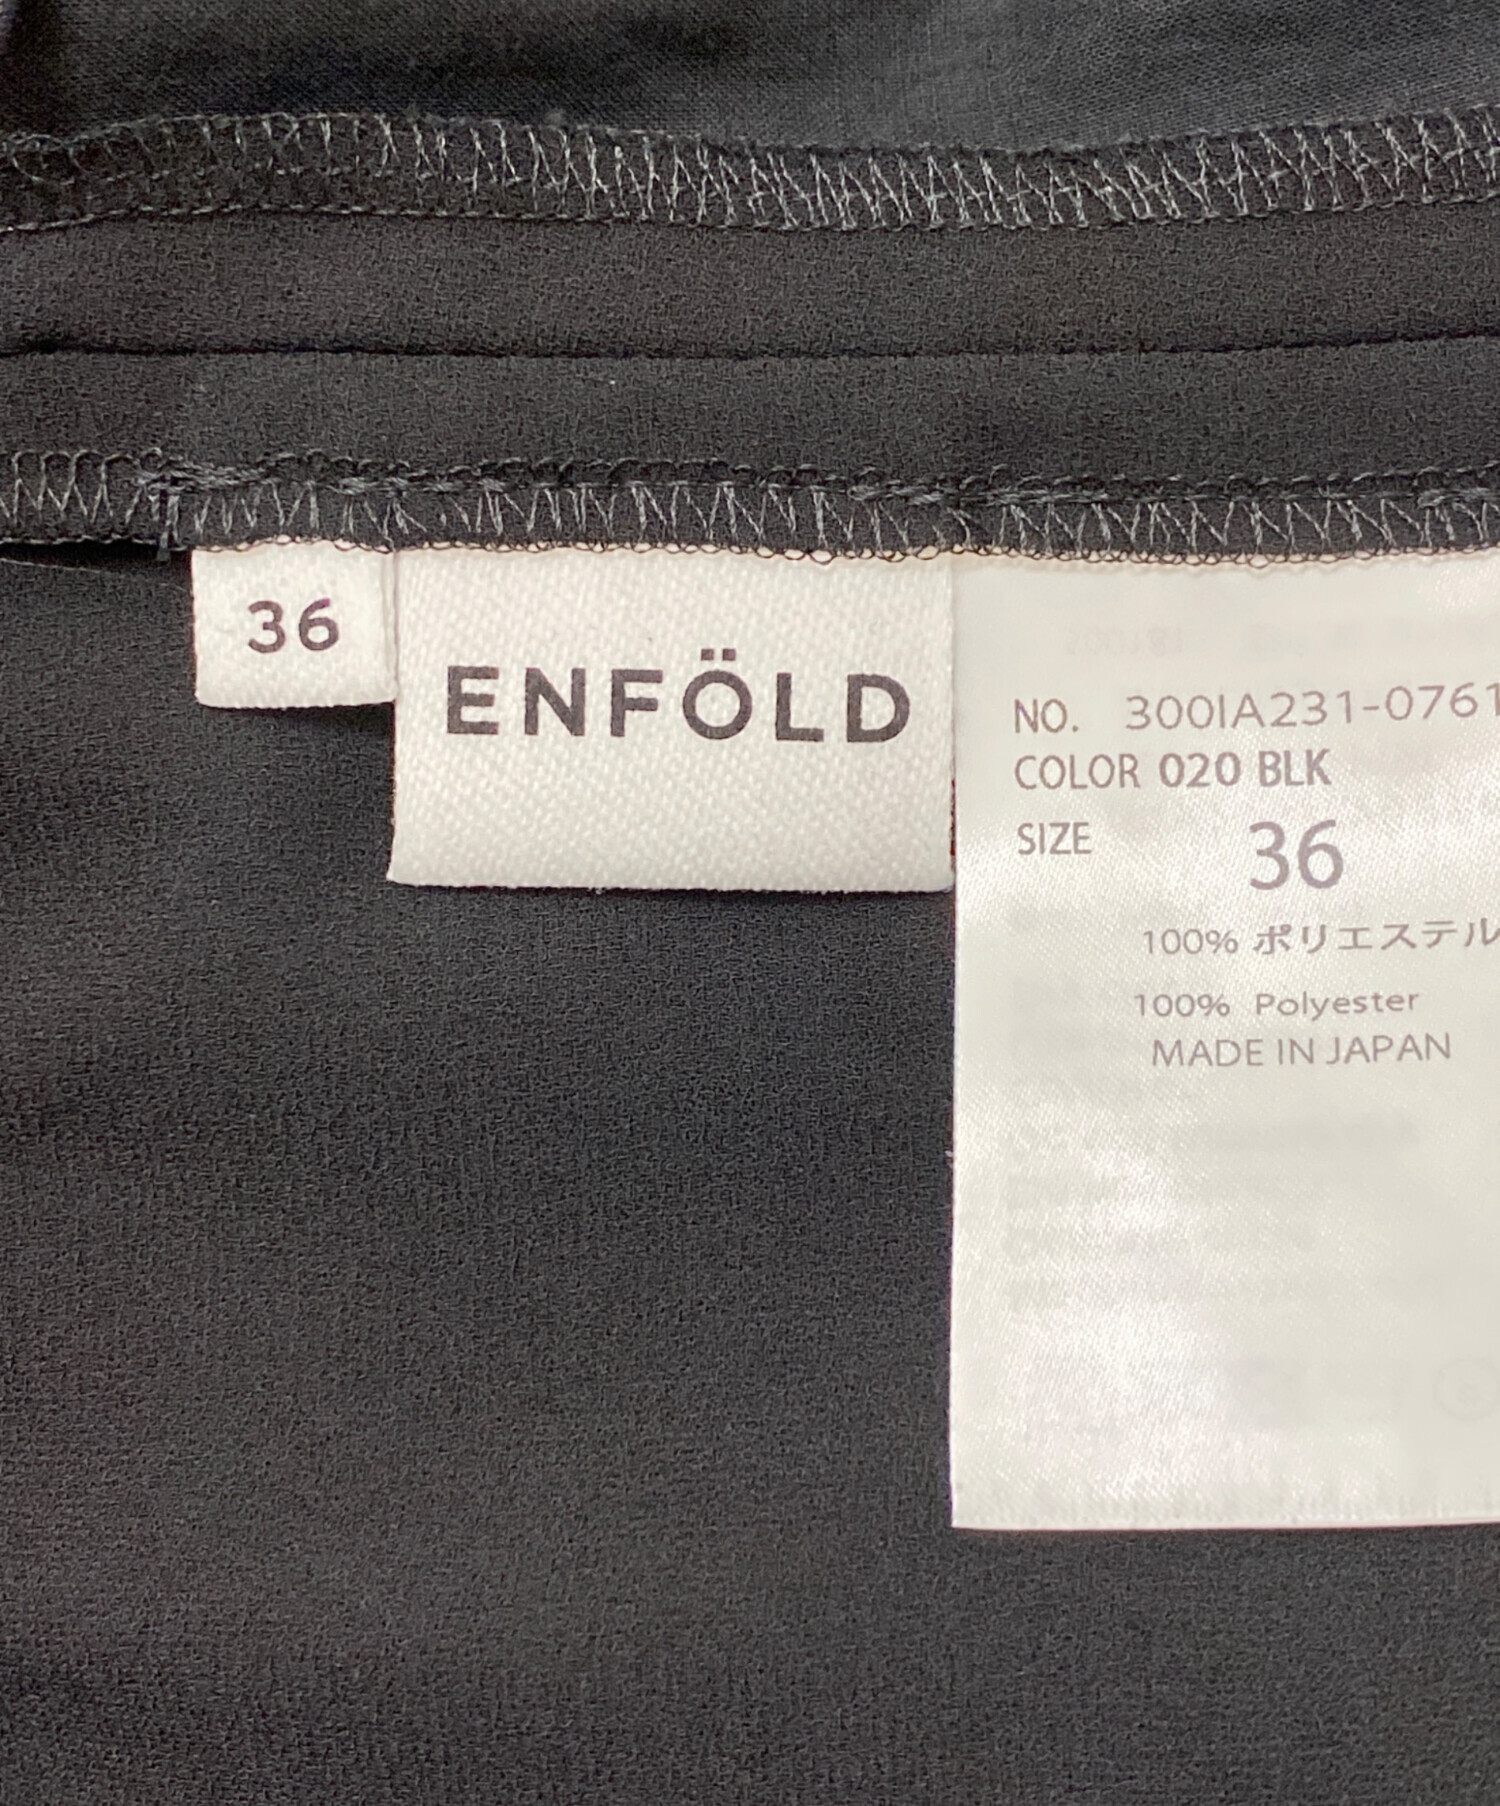 36
ENFÖLD
NO. 300IA231-0761
COLOR 020 BLK
SIZE 36
100% ポリエステル
100% Polyester
MADE IN JAPAN